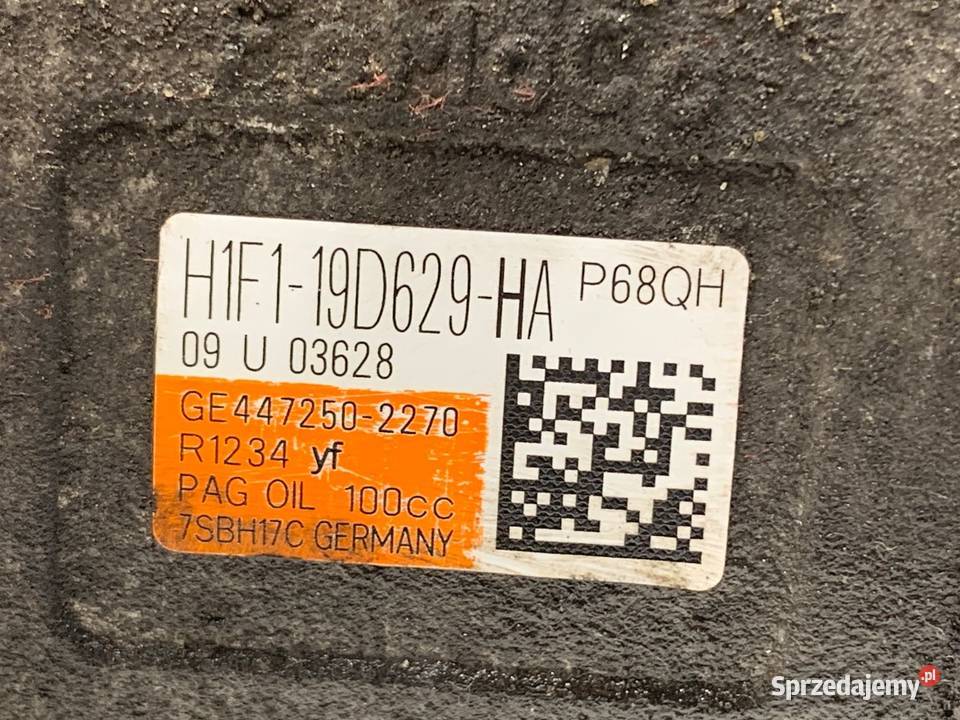 H1F1-19D629-HA P68QH
09 U 03628
GE447250-2270
R1234 yf
PAG OIL 100cc
7SBH17C GERMANY
Sprzedajemy.pl